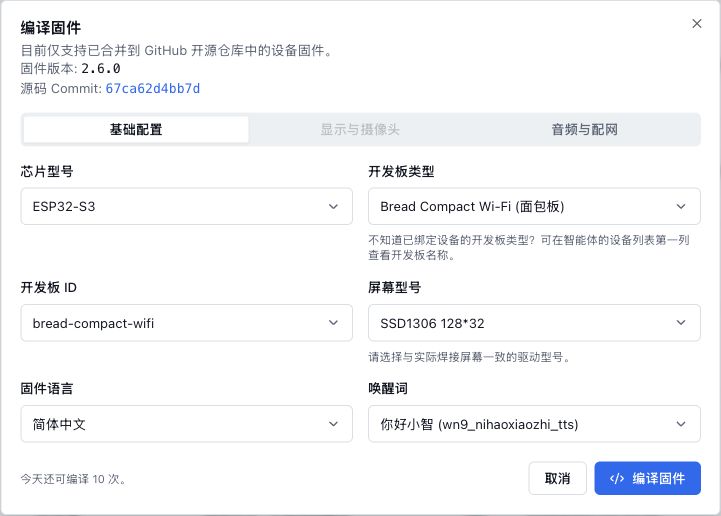 编译固件
目前仅支持已合并到 GitHub 开源仓库中的设备固件。
固件版本: 2.6.0
源码 Commit: 67ca62d4bb7d
基础配置
显示与摄像头
音频与配网
芯片型号
开发板类型
ESP32-S3
Bread Compact Wi-Fi (面包板)
不知道已绑定设备的开发板类型？可在智能体的设备列表第一列
查看开发板名称。
开发板 ID
屏幕型号
bread-compact-wifi
SSD1306 128*32
请选择与实际焊接屏幕一致的驱动型号。
固件语言
唤醒词
简体中文
你好小智 (wn9_nihaoxiaozhi_tts)
今天还可编译 10 次。
取消
</> 编译固件